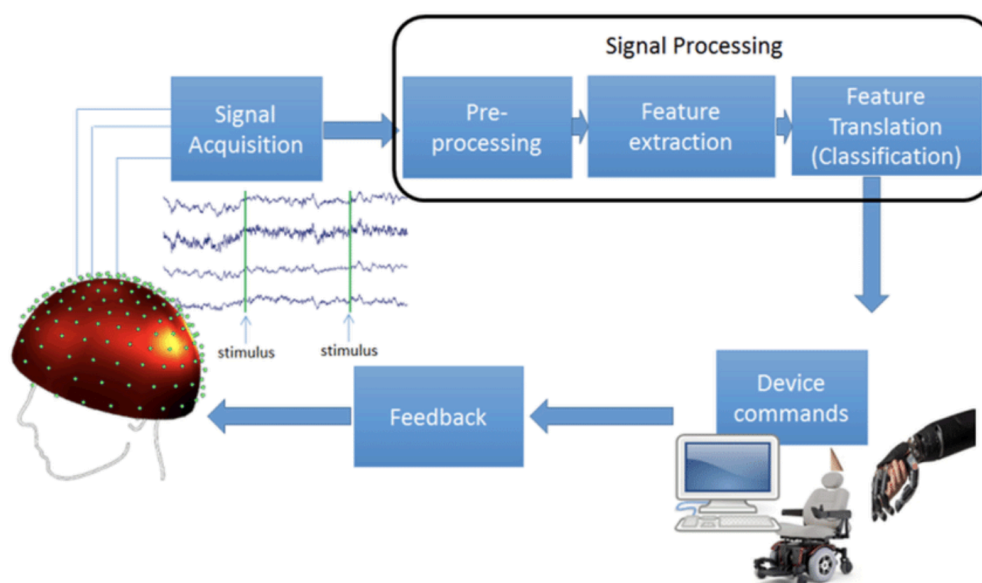 Signal Processing
Signal
Acquisition
Pre-
processing
Feature
extraction
Feature
Translation
(Classification)
stimulus
stimulus
Feedback
Device
commands